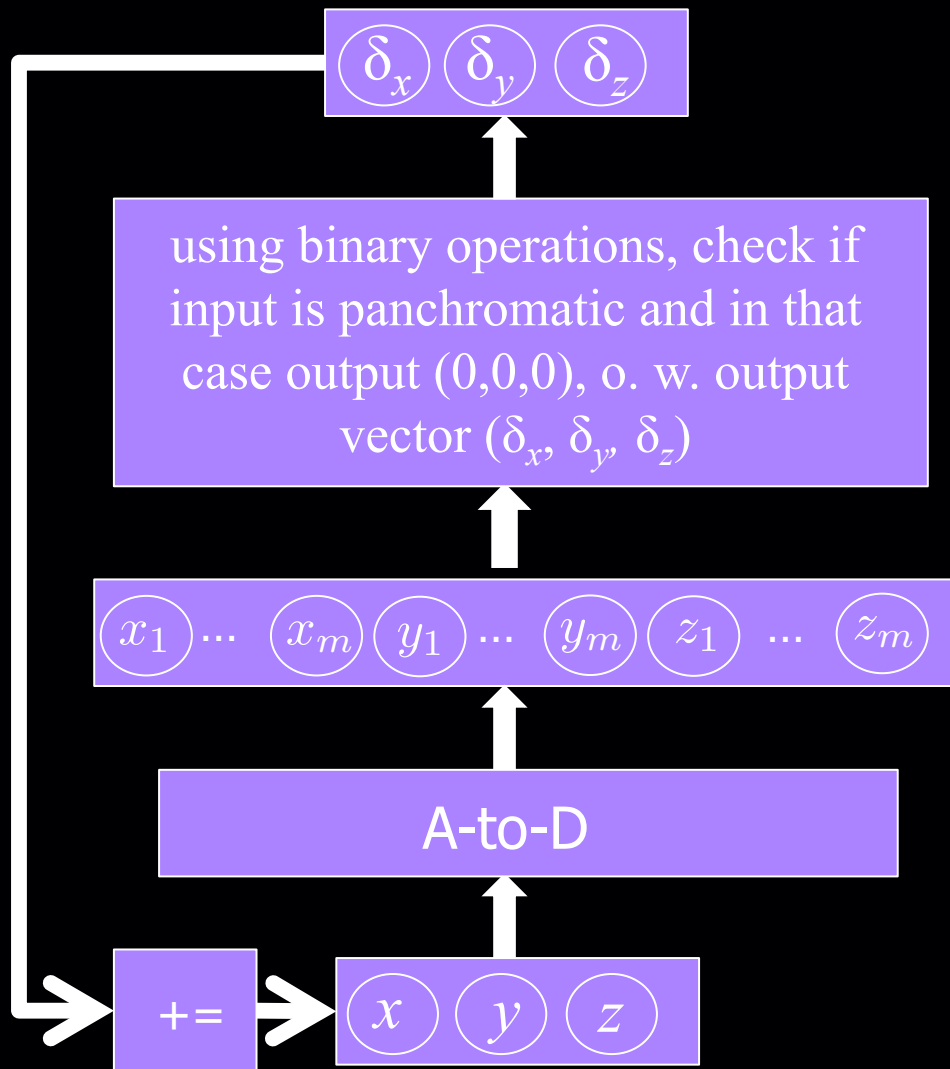 δx δy δz
using binary operations, check if
input is panchromatic and in that
case output (0,0,0), o. w. output
vector (δx, δy, δz)
x1 ... xm y1 ... ym z1 ... zm
A-to-D
+= x y z